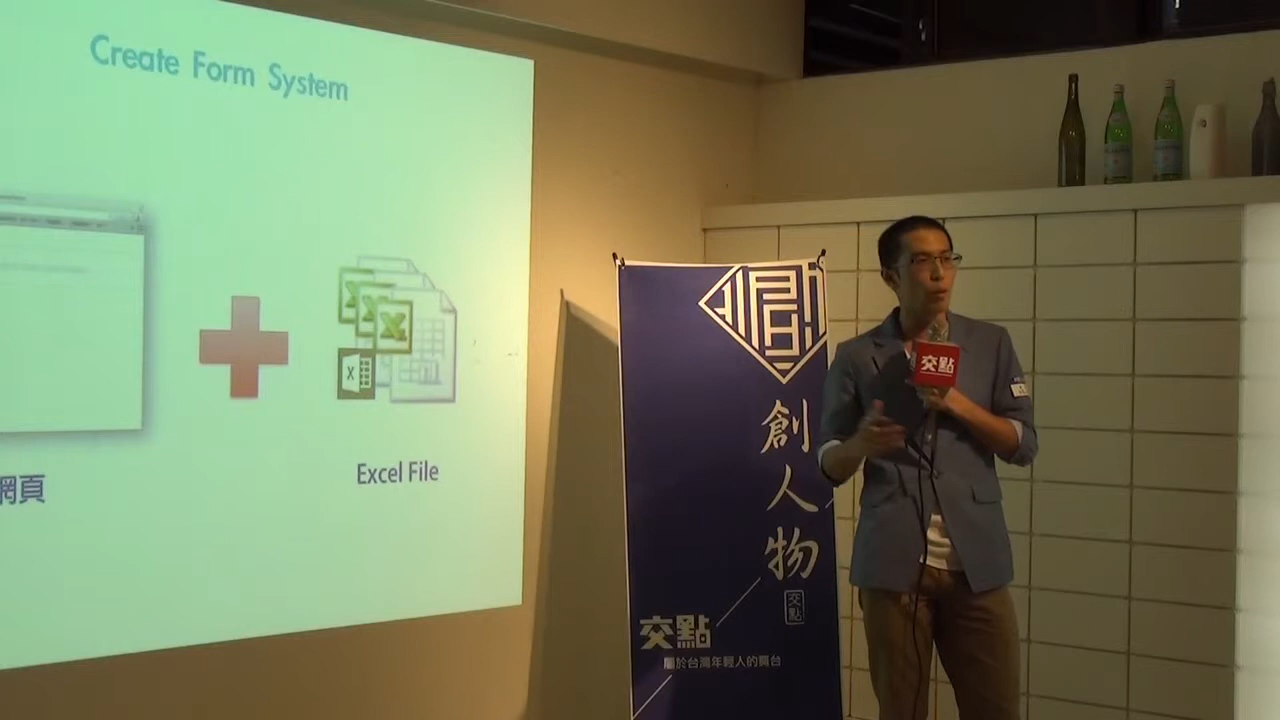 Create Form System
網頁
Excel File
創人物
交點
交點
屬於台灣年輕人的舞台
交點